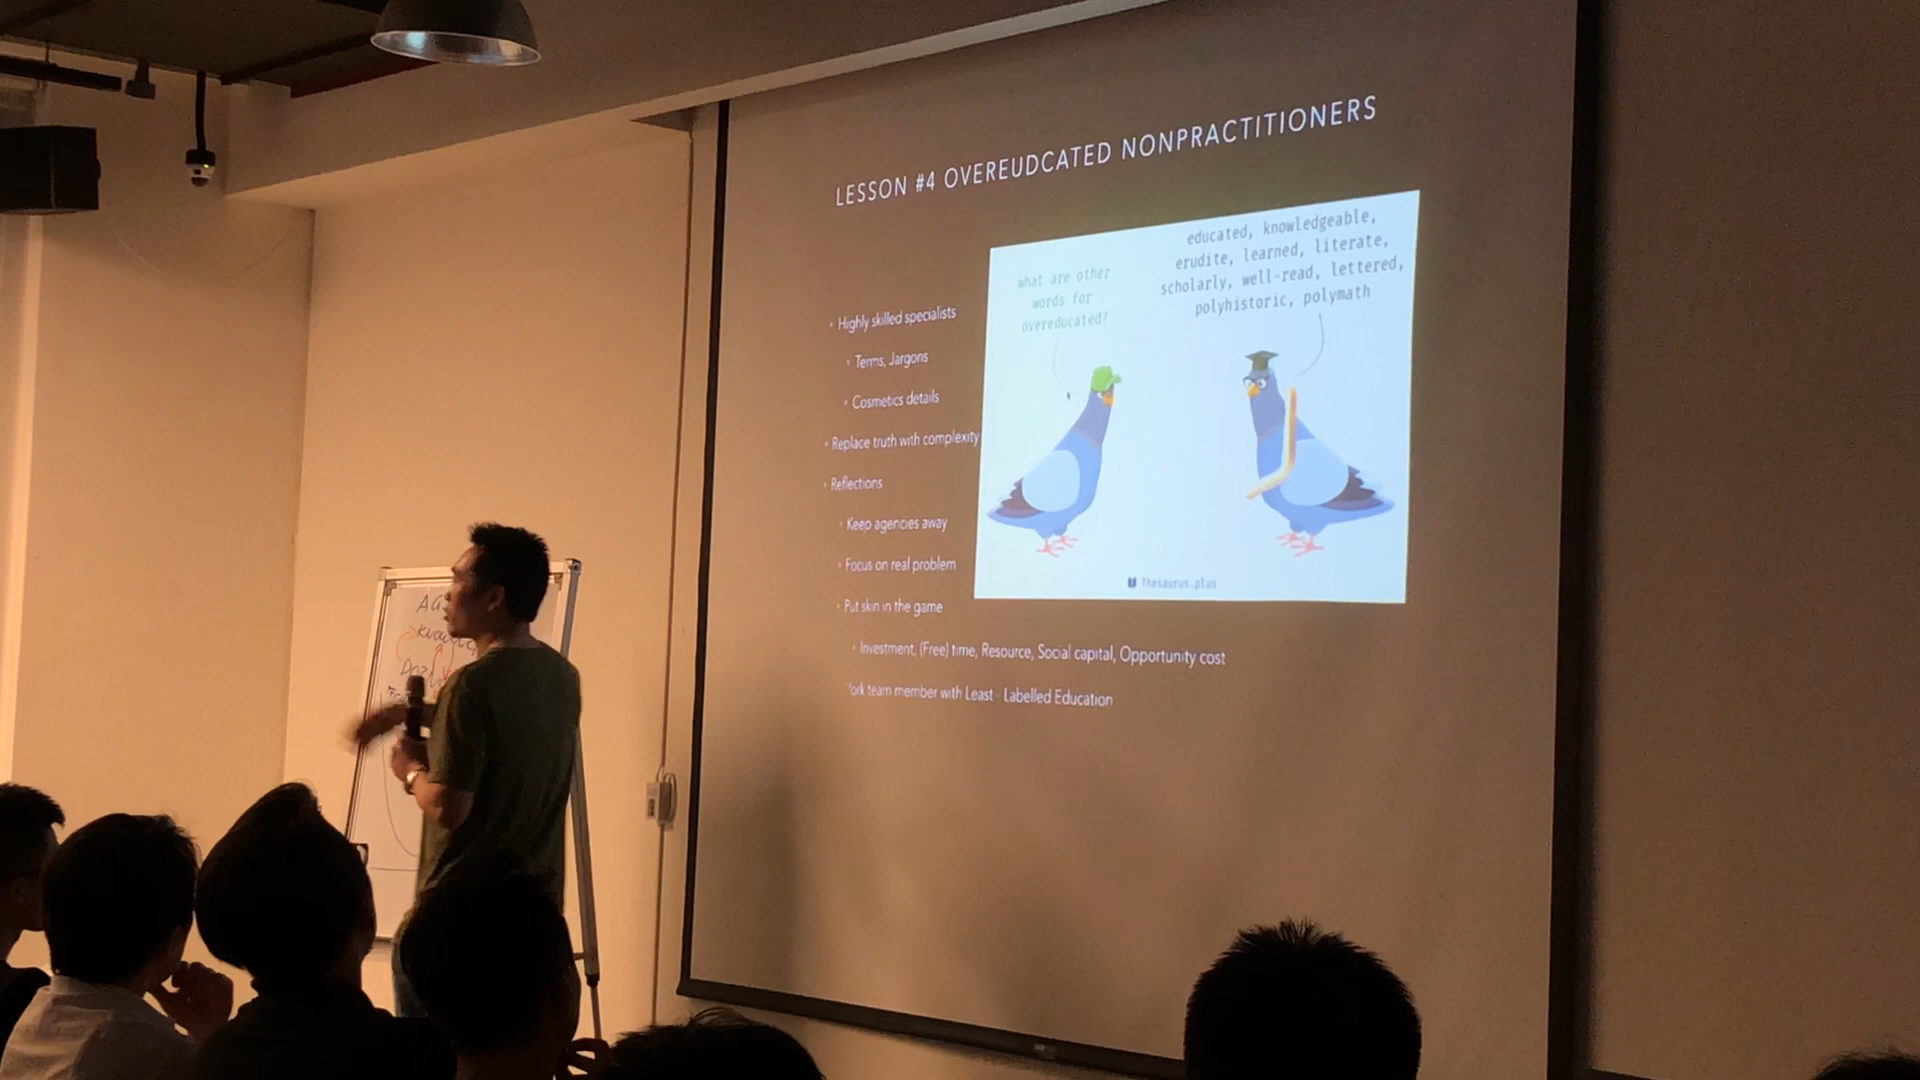 LESSON #4 OVEREUDCATED NONPRACTITIONERS
what are other
words for
overeducated?
educated, knowledgeable,
erudite, learned, literate,
scholarly, well-read, lettered,
polyhistoric, polymath
Thesaurus.plus
Highly skilled specialists
Terms, Jargons
Cosmetics details
Replace truth with complexity
Reflections
Keep agencies away
Focus on real problem
Put skin in the game
Investment, (Free) time, Resource, Social capital, Opportunity cost
team member with Least - Labelled Education